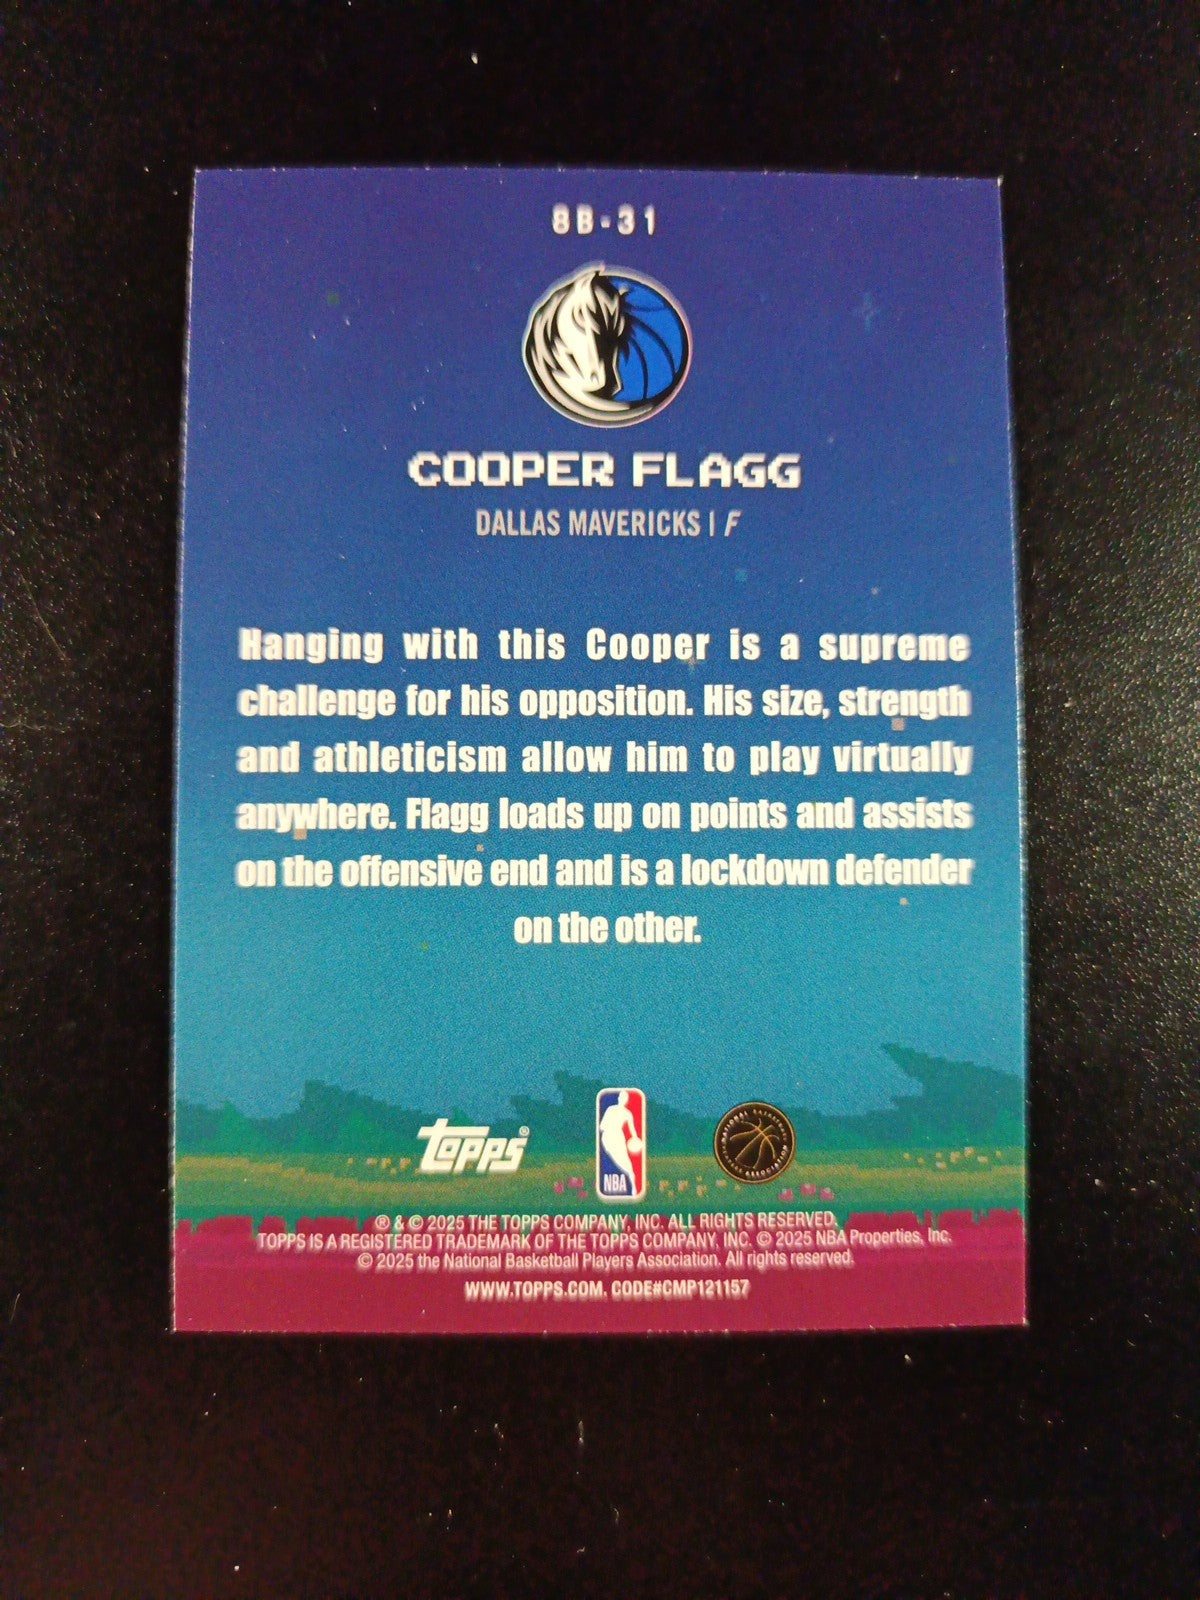 8B-31
COOPER FLAGG
DALLAS MAVERICKS | F
Hanging with this Cooper is a supreme
challenge for his opposition. His size, strength
and athleticism allow him to play virtually
anywhere. Flagg loads up on points and assists
on the offensive end and is a lockdown defender
on the other.
topps®
NBA
NATIONAL BASKETBALL PLAYERS ASSOCIATION
® & © 2025 THE TOPPS COMPANY, INC. ALL RIGHTS RESERVED.
TOPPS IS A REGISTERED TRADEMARK OF THE TOPPS COMPANY, INC. © 2025 NBA Properties, Inc.
© 2025 the National Basketball Players Association. All rights reserved.
WWW.TOPPS.COM. CODE#CMP121157